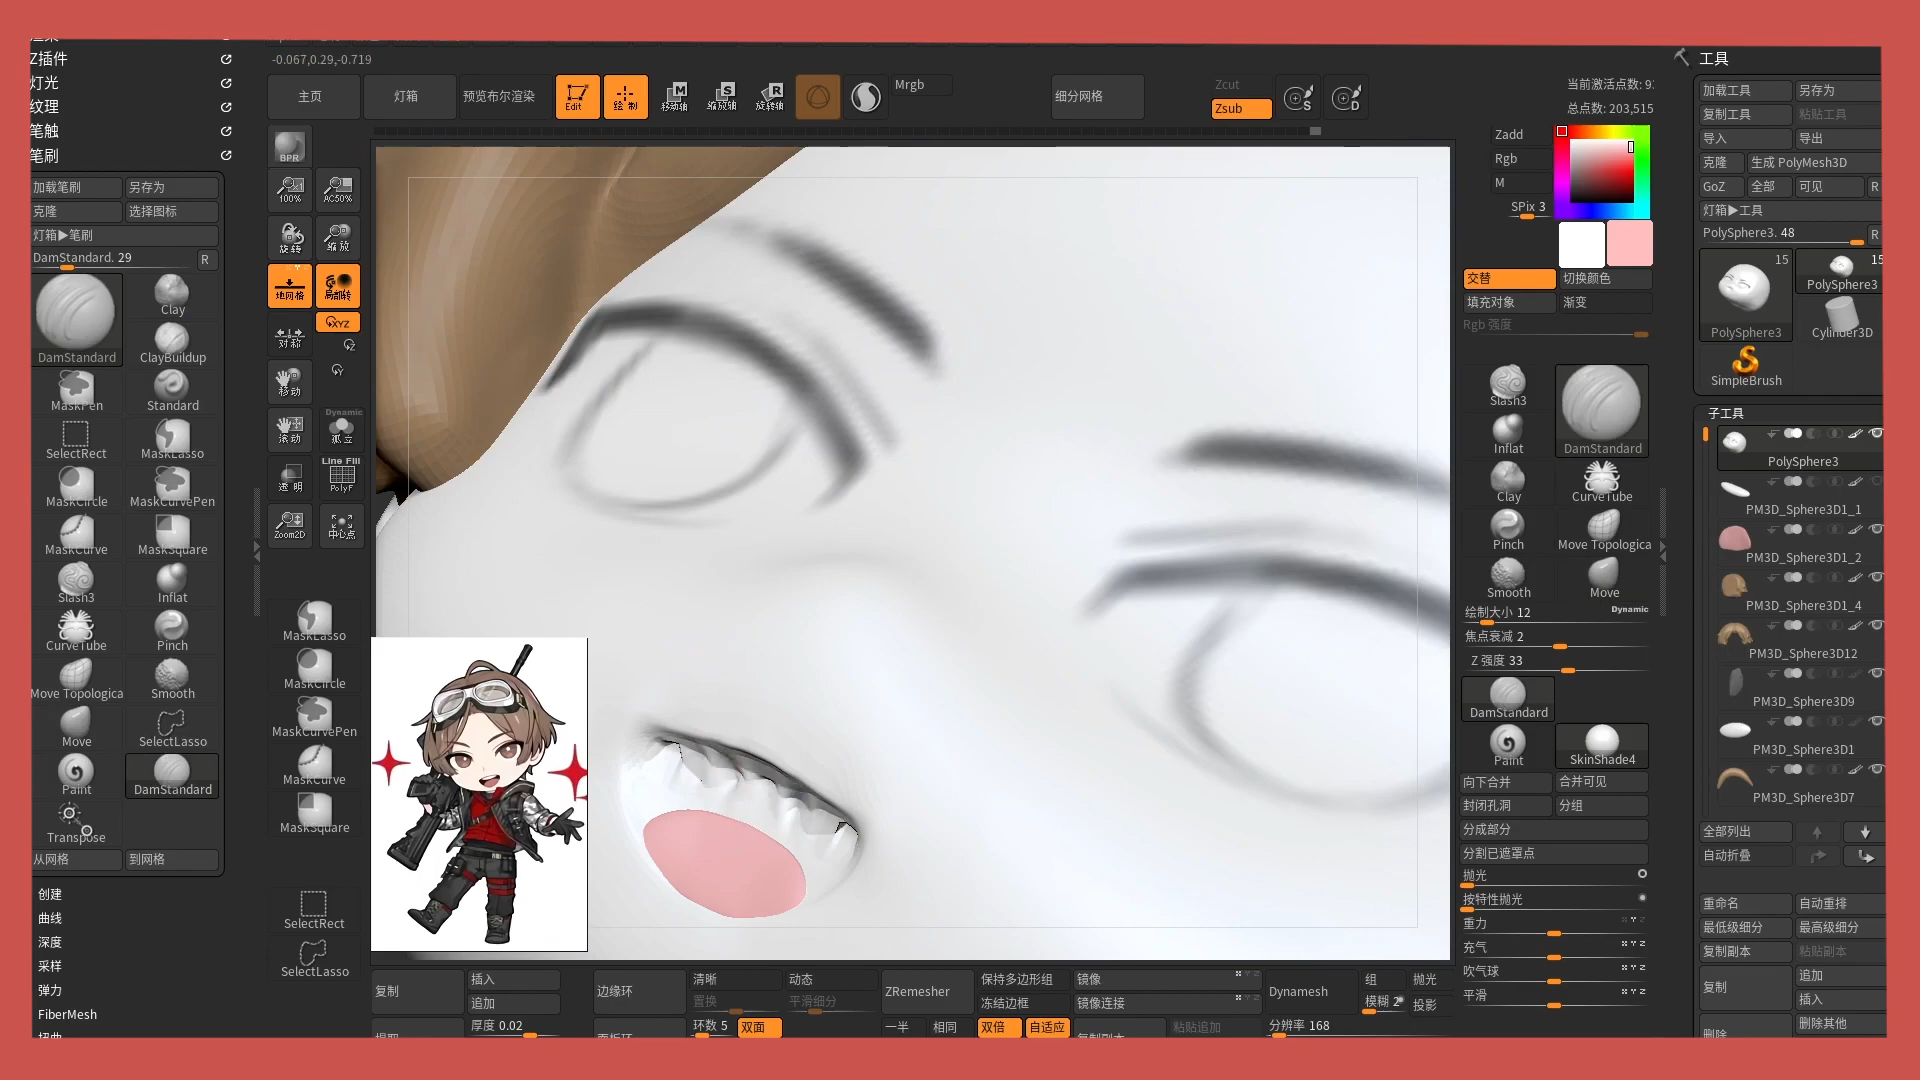 Z插件
灯光
纹理
笔触
笔刷
加载笔刷 另存为
克隆 选择图标
灯箱▶笔刷
DamStandard. 29 R
DamStandard
Clay
ClayBuildup
MaskPen Standard
SelectRect MaskLasso
MaskCircle MaskCurvePen
MaskCurve MaskSquare
Slash3 Inflat
CurveTube Pinch
Move Topologica Smooth
Move SelectLasso
Paint DamStandard
Transpose
从网格 到网格
创建
曲线
深度
采样
弹力
FiberMesh
-0.067,0.29,-0.719
主页 灯箱 预览布尔渲染 Edit 绘制 移动轴 缩放轴 旋转轴 Mrgb 细分网格
M S R
Zcut
Zsub
S D
BPR
100% AC50%
旋转 缩放
地网格 局部转
对称 XYZ
移动
滚动 Dynamic 孤立
透明 Line Fill PolyF
Zoom2D 中心点
MaskLasso
MaskCircle
MaskCurvePen
MaskCurve
MaskSquare
SelectRect
SelectLasso
复制 插入
追加
厚度 0.02
边缘环
清晰 动态
置换 平滑细分
环数 5 双面
ZRemesher
一半 相同
保持多边形组 镜像
冻结边框 镜像连接
双倍 自适应 粘贴追加
Dynamesh 组 抛光
模糊 2 投影
分辨率 168
当前激活点数: 9
总点数: 203,515
Zadd
Rgb
M
SPix 3
交替 切换颜色
填充对象 渐变
Rgb 强度
Slash3 DamStandard
Inflat
Clay CurveTube
Pinch Move Topologica
Smooth Move
绘制大小 12 Dynamic
焦点衰减 2
Z 强度 33
DamStandard
Paint SkinShade4
向下合并 合并可见
封闭孔洞 分组
分成部分
分割已遮罩点
抛光
按特性抛光
重力
充气
吹气球
平滑
工具
加载工具 另存为
复制工具 粘贴工具
导入 导出
克隆 生成 PolyMesh3D
GoZ 全部 可见 R
灯箱▶工具
PolySphere3. 48 R
15 15
PolySphere3
PolySphere3 Cylinder3D
SimpleBrush
子工具
PolySphere3
PM3D_Sphere3D1_1
PM3D_Sphere3D1_2
PM3D_Sphere3D1_4
PM3D_Sphere3D12
PM3D_Sphere3D9
PM3D_Sphere3D1
PM3D_Sphere3D7
全部列出
自动折叠
重命名 自动重排
最低级细分 最高级细分
复制副本 粘贴副本
复制 追加
插入
删除其他